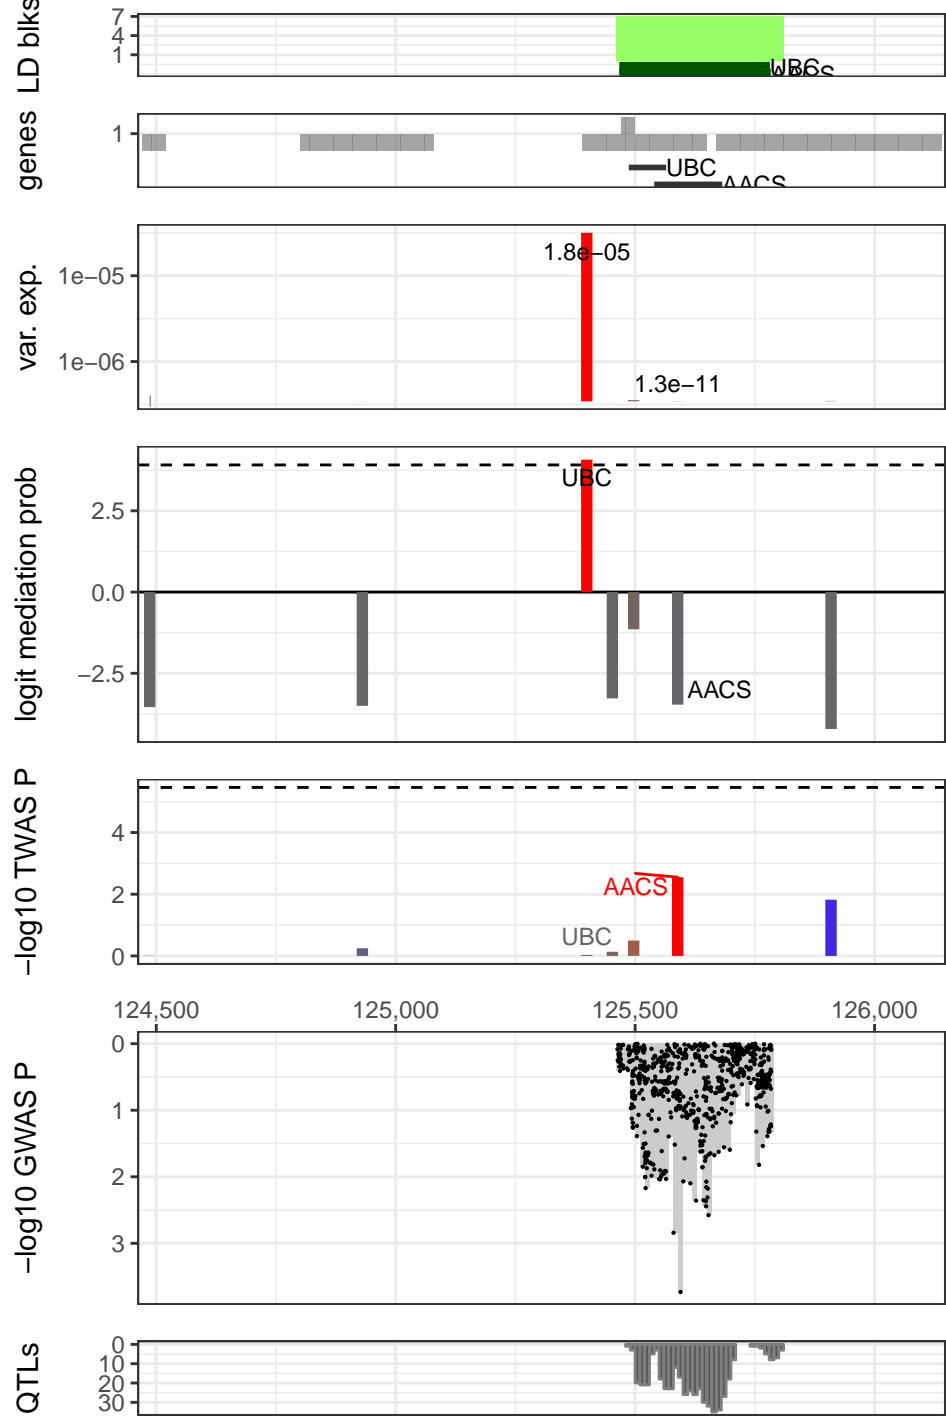 LD blks
7
4
1
UBC
AACS
genes
1
UBC
AACS
var. exp.
1e−05
1e−06
1.8e−05
1.3e−11
logit mediation prob
2.5
0.0
−2.5
UBC
AACS
−log10 TWAS P
4
2
0
AACS
UBC
124,500
125,000
125,500
126,000
−log10 GWAS P
0
1
2
3
QTLs
0
10
20
30